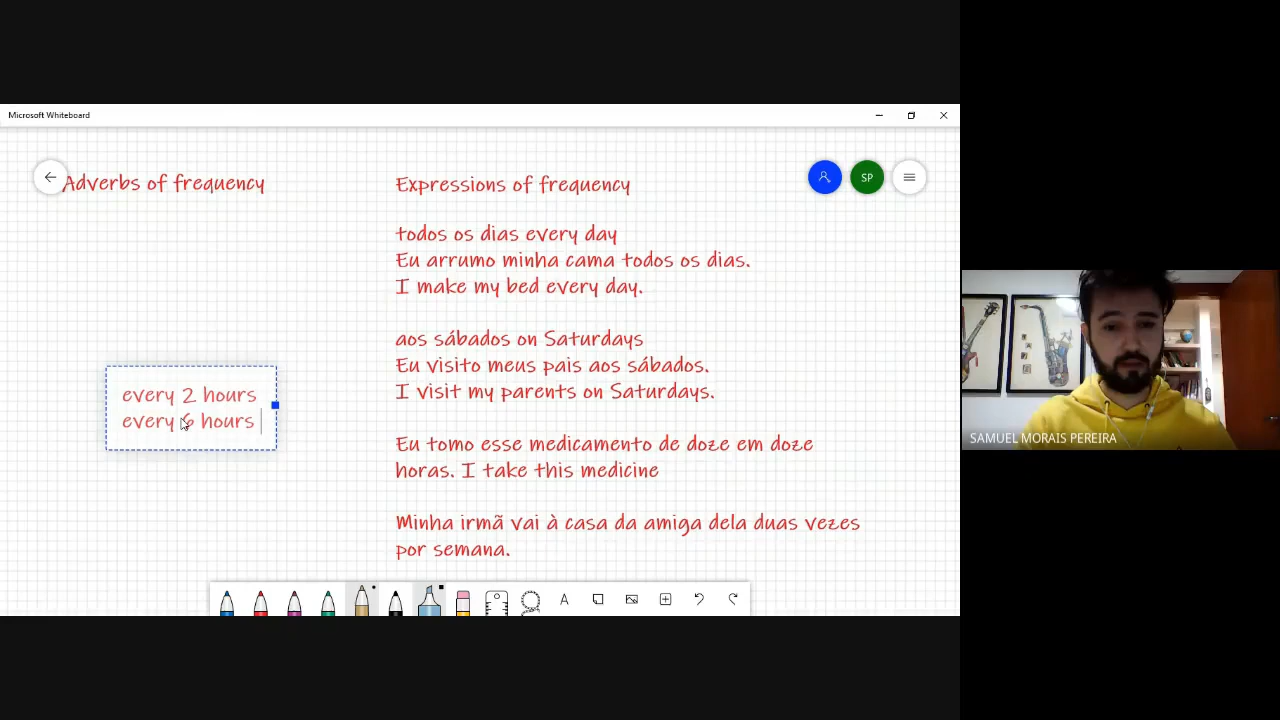 Microsoft Whiteboard
Adverbs of frequency
every 2 hours
every 6 hours
Expressions of frequency
todos os dias every day
Eu arrumo minha cama todos os dias.
I make my bed every day.
aos sábados on Saturdays
Eu visito meus pais aos sábados.
I visit my parents on Saturdays.
Eu tomo esse medicamento de doze em doze
horas. I take this medicine
Minha irmã vai à casa da amiga dela duas vezes
por semana.
SP
A
SAMUEL MORAIS PEREIRA